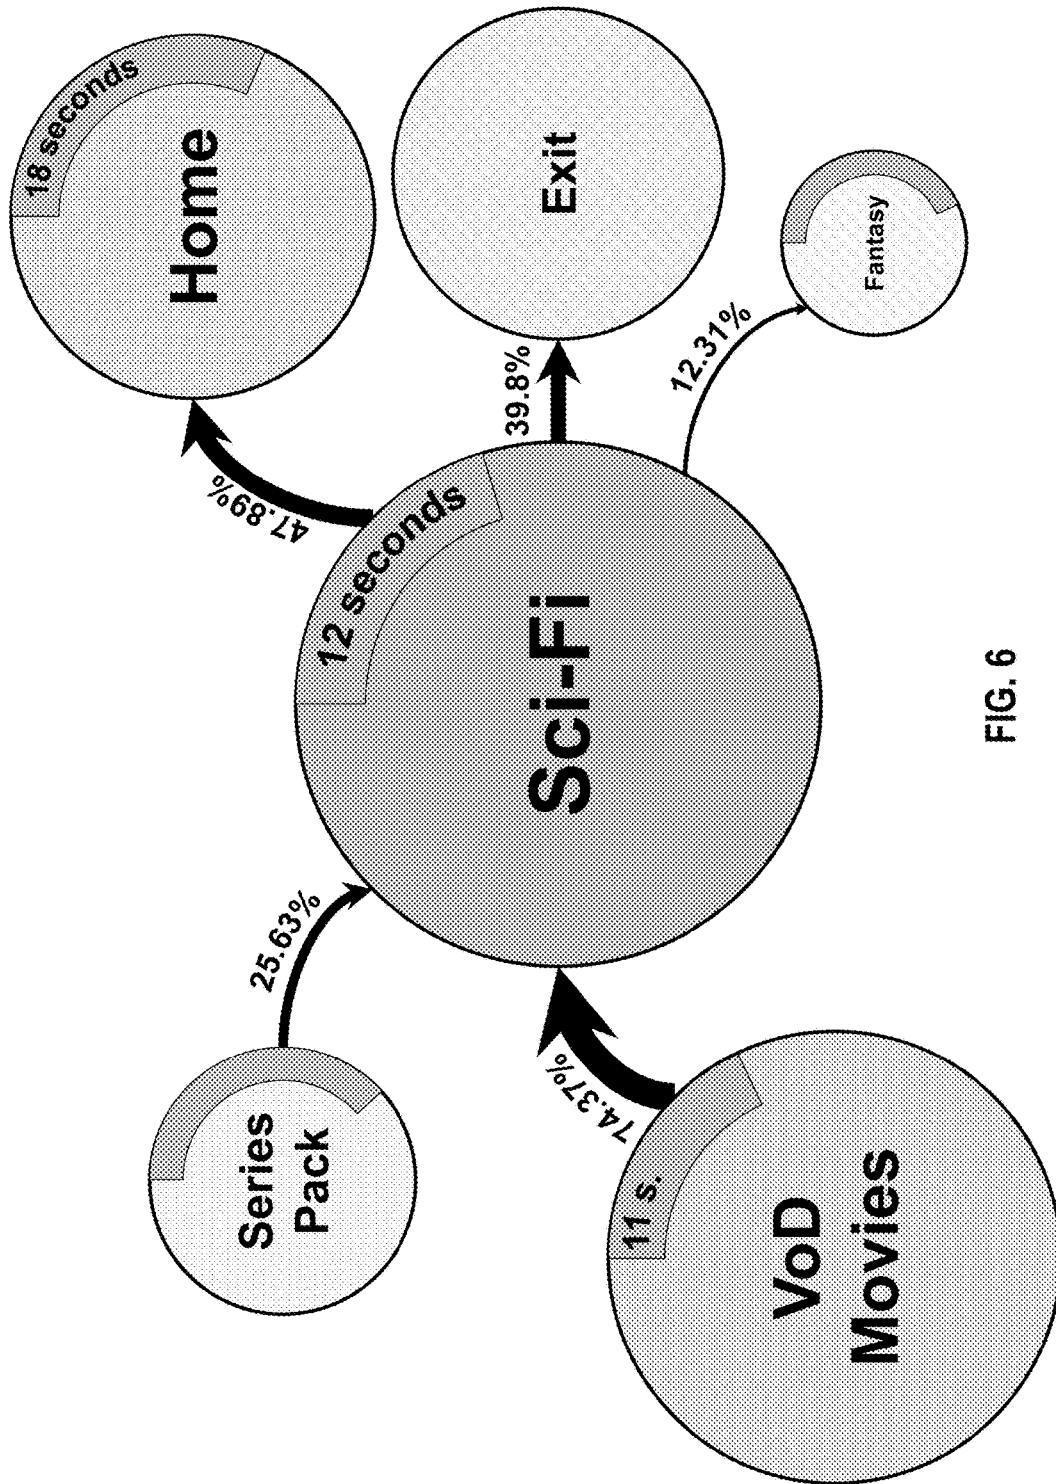 Series
Pack
25.63%
VoD
Movies
11 s.
74.37%
Sci-Fi
12 seconds
47.89%
Home
18 seconds
39.8%
Exit
12.31%
Fantasy
FIG. 6